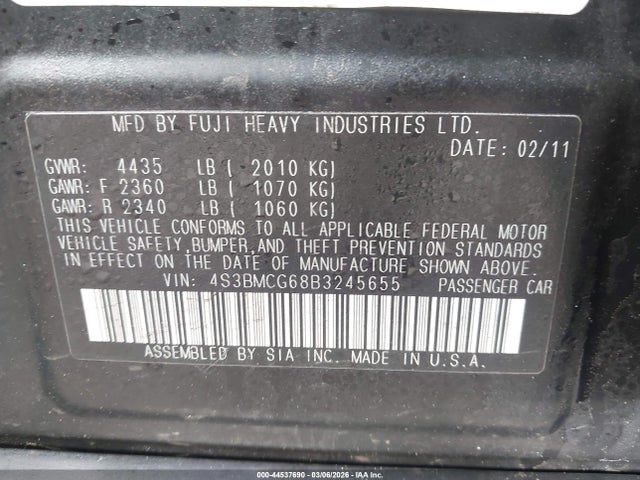 MFD BY FUJI HEAVY INDUSTRIES LTD.
DATE: 02/11
GVWR: 4435 LB ( 2010 KG)
GAWR: F 2360 LB ( 1070 KG)
GAWR: R 2340 LB ( 1060 KG)
THIS VEHICLE CONFORMS TO ALL APPLICABLE FEDERAL MOTOR
VEHICLE SAFETY,BUMPER,AND THEFT PREVENTION STANDARDS
IN EFFECT ON THE DATE OF MANUFACTURE SHOWN ABOVE.
VIN: 4S3BMCG68B3245655 PASSENGER CAR
ASSEMBLED BY SIA INC. MADE IN U.S.A.
000-44537690 - 03/06/2026 - IAA Inc.